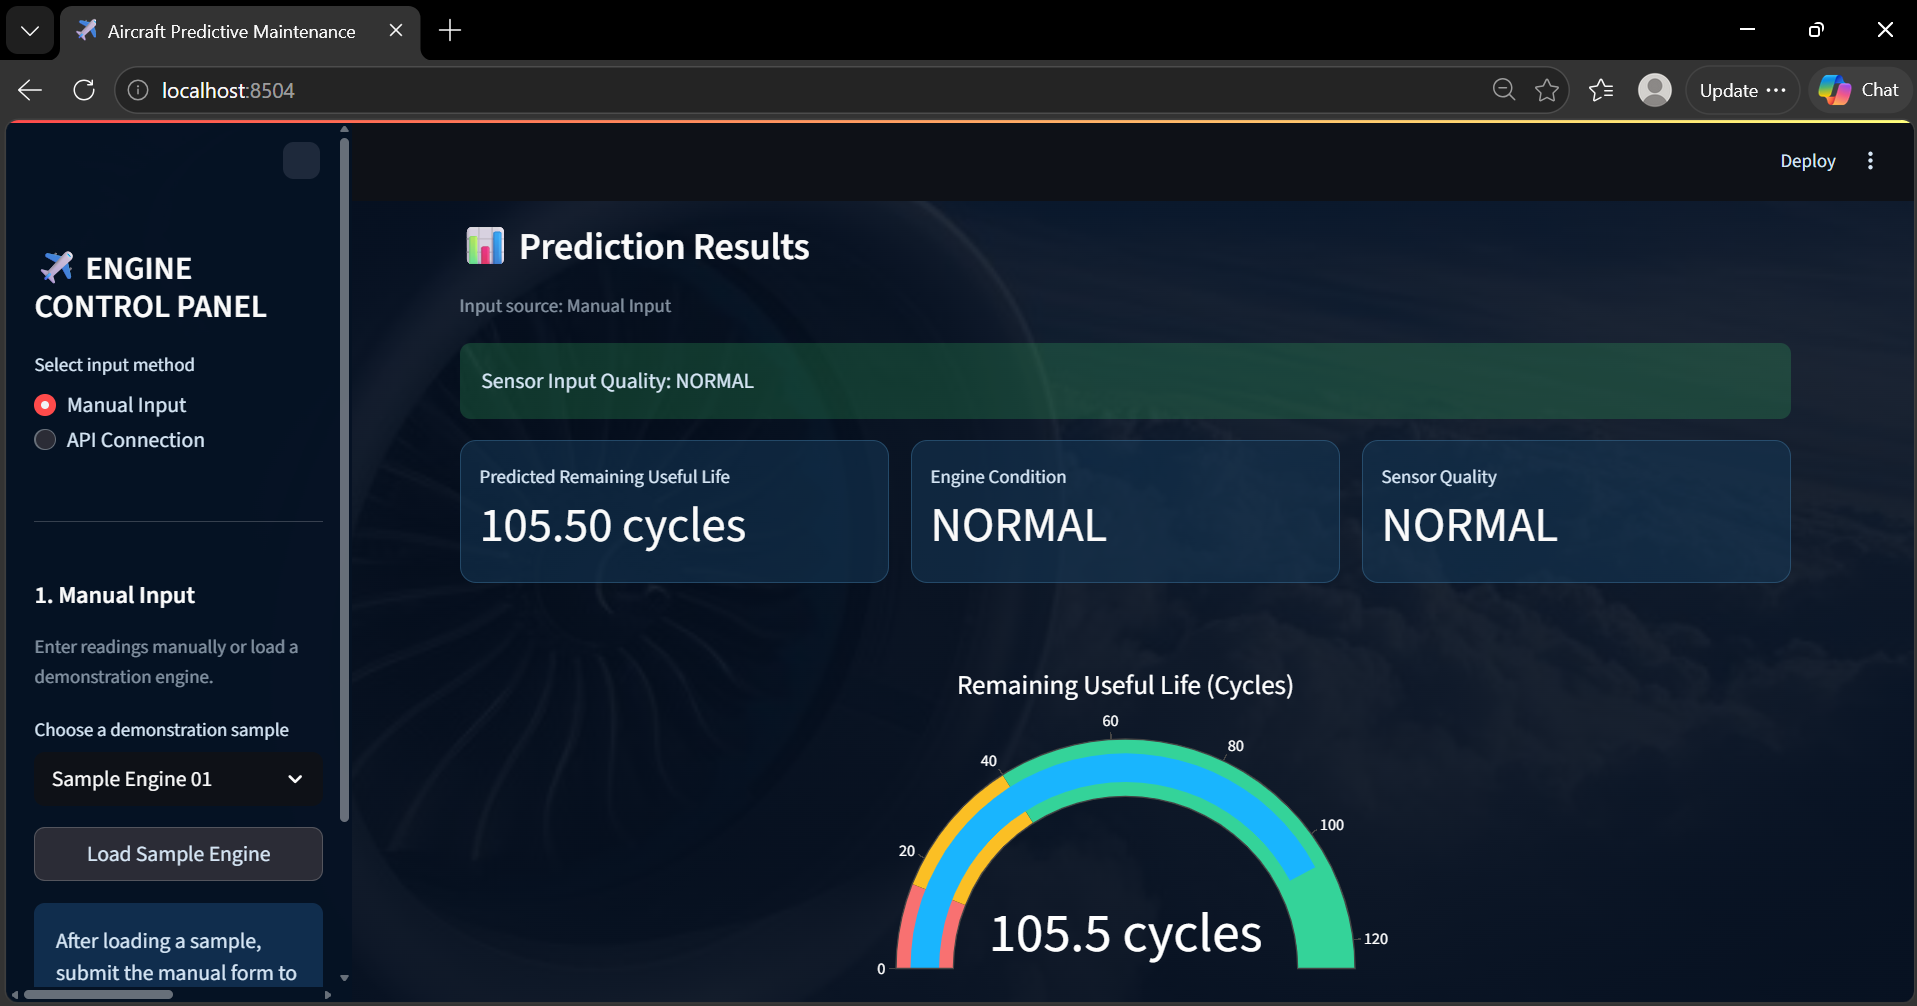 Aircraft Predictive Maintenance
localhost:8504
Update
Chat
Deploy
ENGINE
CONTROL PANEL
Select input method
Manual Input
API Connection
1. Manual Input
Enter readings manually or load a
demonstration engine.
Choose a demonstration sample
Sample Engine 01
Load Sample Engine
After loading a sample,
submit the manual form to
Prediction Results
Input source: Manual Input
Sensor Input Quality: NORMAL
Predicted Remaining Useful Life
105.50 cycles
Engine Condition
NORMAL
Sensor Quality
NORMAL
Remaining Useful Life (Cycles)
0
20
40
60
80
100
120
105.5 cycles